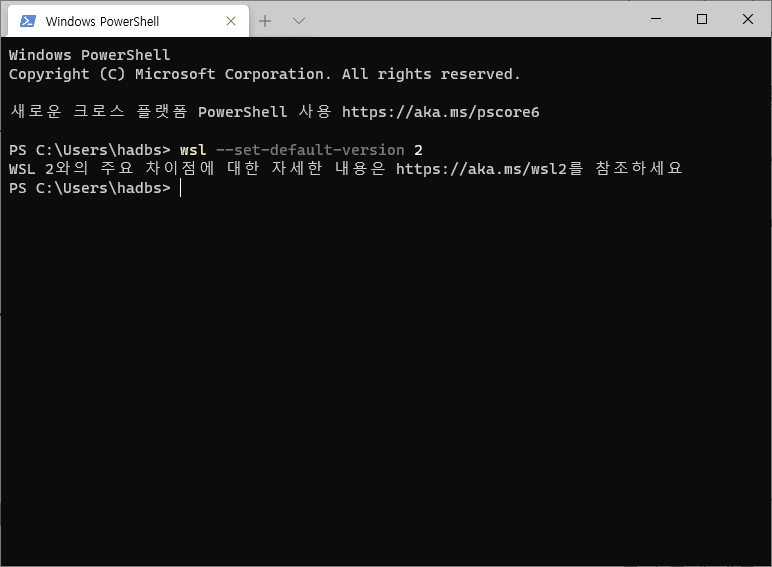 Windows PowerShell
Windows PowerShell
Copyright (C) Microsoft Corporation. All rights reserved.
새로운 크로스 플랫폼 PowerShell 사용 https://aka.ms/pscore6
PS C:\Users\hadbs> wsl --set-default-version 2
WSL 2와의 주요 차이점에 대한 자세한 내용은 https://aka.ms/wsl2를 참조하세요
PS C:\Users\hadbs>